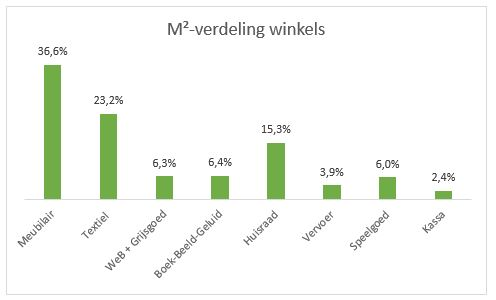 M²-verdeling winkels
36,6%
23,2%
6,3%
6,4%
15,3%
3,9%
6,0%
2,4%
Meubilair
Textiel
WeB + Grijsgoed
Boek-Beeld-Geluid
Huisraad
Vervoer
Speelgoed
Kassa